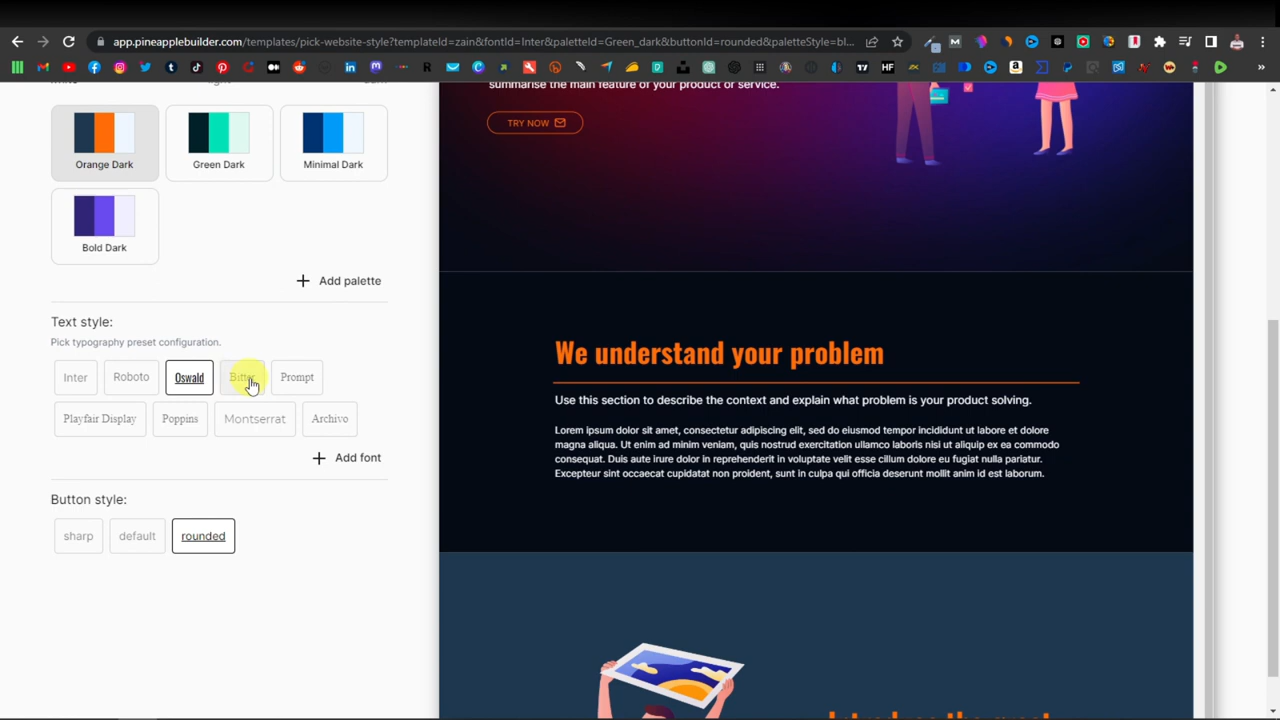 app.pineapplebuilder.com/templates/pick-website-style?templateId=zain&fontId=Inter&paletteId=Green_dark&buttonId=rounded&paletteStyle=bl...
Orange Dark
Green Dark
Minimal Dark
Bold Dark
+ Add palette
Text style:
Pick typography preset configuration.
Inter
Roboto
Oswald
Bitter
Prompt
Playfair Display
Poppins
Montserrat
Archivo
+ Add font
Button style:
sharp
default
rounded
summarise the main feature of your product or service.
TRY NOW
We understand your problem
Use this section to describe the context and explain what problem is your product solving.
Lorem ipsum dolor sit amet, consectetur adipiscing elit, sed do eiusmod tempor incididunt ut labore et dolore
magna aliqua. Ut enim ad minim veniam, quis nostrud exercitation ullamco laboris nisi ut aliquip ex ea commodo
consequat. Duis aute irure dolor in reprehenderit in voluptate velit esse cillum dolore eu fugiat nulla pariatur.
Excepteur sint occaecat cupidatat non proident, sunt in culpa qui officia deserunt mollit anim id est laborum.